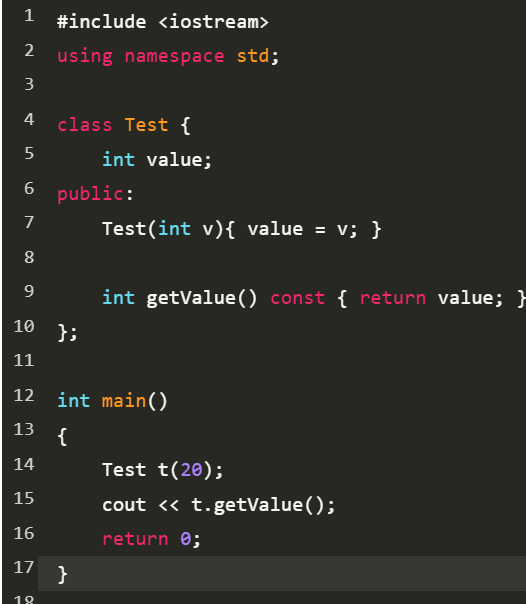 1 #include <iostream>
2 using namespace std;
3
4 class Test {
5     int value;
6 public:
7     Test(int v){ value = v; }
8
9     int getValue() const { return value; }
10 };
11
12 int main()
13 {
14     Test t(20);
15     cout << t.getValue();
16     return 0;
17 }
18